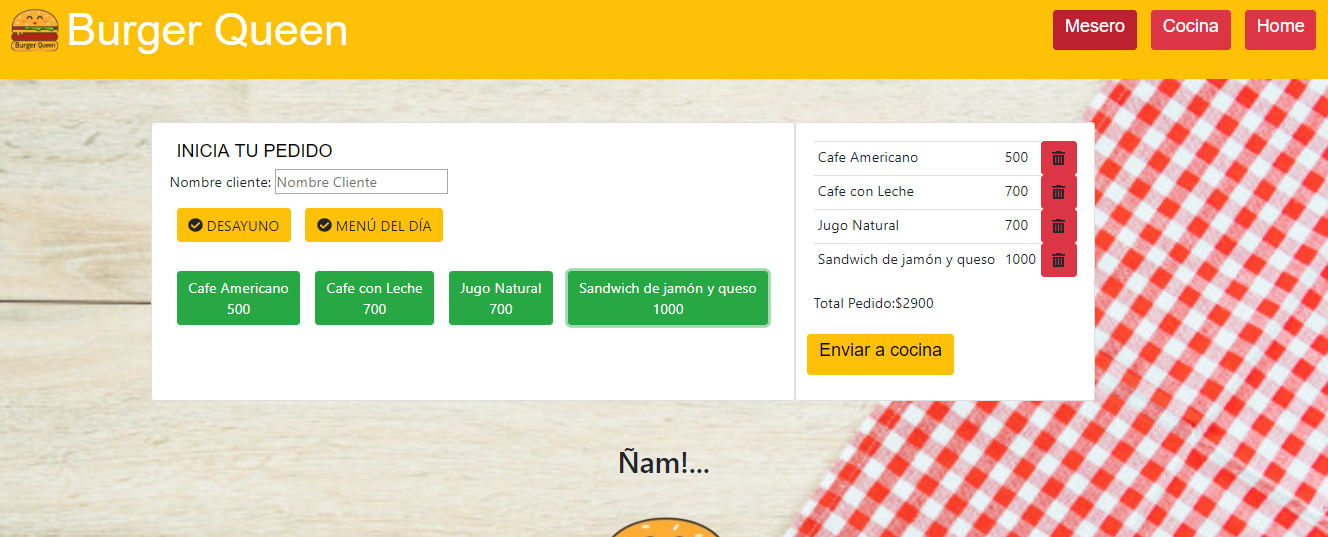 Burger Queen
Burger Queen
Mesero Cocina Home
INICIA TU PEDIDO
Nombre cliente: Nombre Cliente
DESAYUNO MENÚ DEL DÍA
Cafe Americano
500
Cafe con Leche
700
Jugo Natural
700
Sandwich de jamón y queso
1000
Cafe Americano 500
Cafe con Leche 700
Jugo Natural 700
Sandwich de jamón y queso 1000
Total Pedido:$2900
Enviar a cocina
Ñam!...